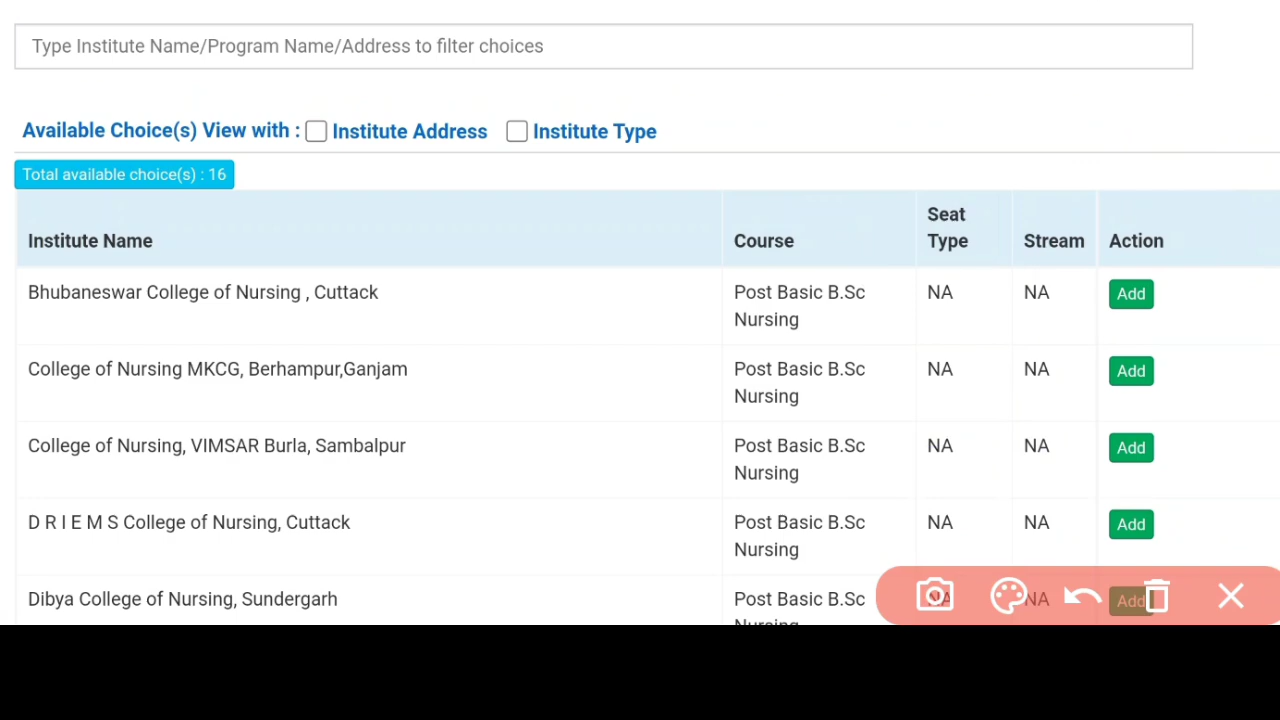 Type Institute Name/Program Name/Address to filter choices
Available Choice(s) View with : Institute Address Institute Type
Total available choice(s) : 16
Institute Name Course Seat Type Stream Action
Bhubaneswar College of Nursing , Cuttack Post Basic B.Sc Nursing NA NA Add
College of Nursing MKCG, Berhampur,Ganjam Post Basic B.Sc Nursing NA NA Add
College of Nursing, VIMSAR Burla, Sambalpur Post Basic B.Sc Nursing NA NA Add
D R I E M S College of Nursing, Cuttack Post Basic B.Sc Nursing NA NA Add
Dibya College of Nursing, Sundergarh Post Basic B.Sc Nursing NA NA Add